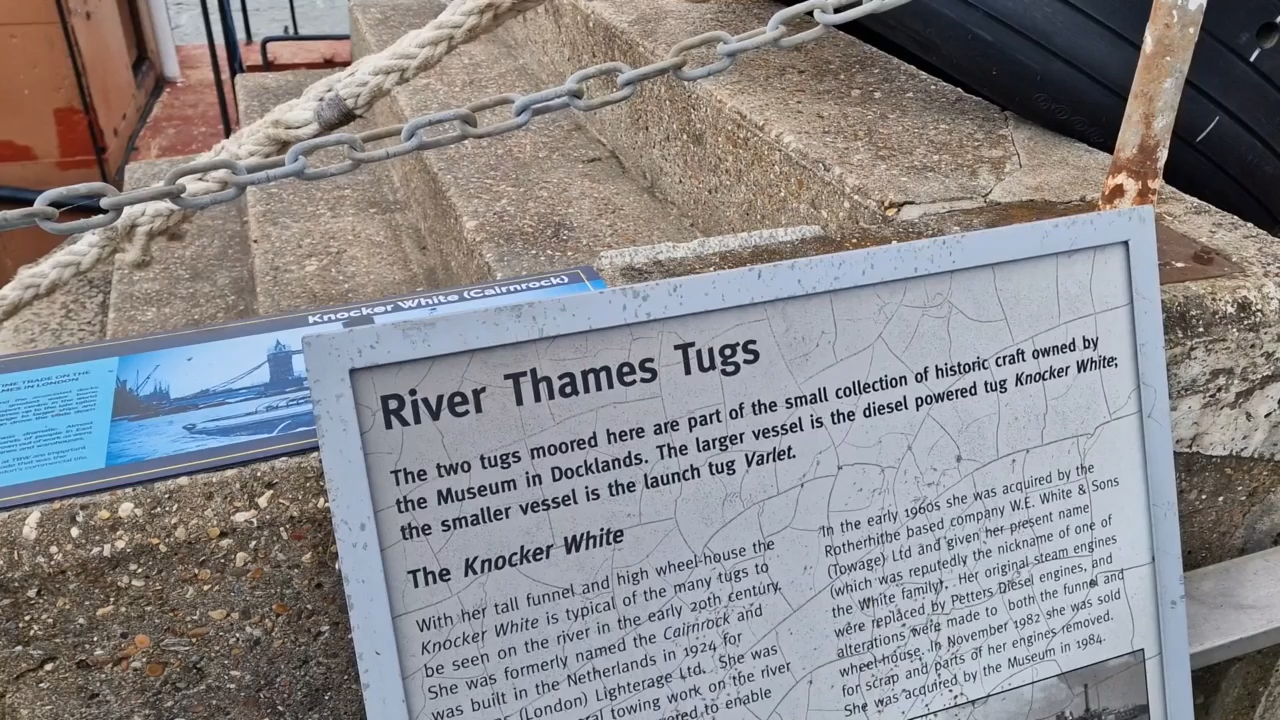 Knocker White (Cairnrock)
TIME TRADE ON THE
MES IN LONDON
River Thames Tugs
The two tugs moored here are part of the small collection of historic craft owned by
the Museum in Docklands. The larger vessel is the diesel powered tug Knocker White;
the smaller vessel is the launch tug Varlet.
The Knocker White
With her tall funnel and high wheel-house the
Knocker White is typical of the many tugs to
be seen on the river in the early 20th century.
She was formerly named the Cairnrock and
was built in the Netherlands in 1924 for
(London) Lighterage Ltd. She was
towing work on the river
to enable
In the early 1960s she was acquired by the
Rotherhithe based company W.E. White & Sons
(Towage) Ltd and given her present name
(which was reputedly the nickname of one of
the White family). Her original steam engines
were replaced by Petters Diesel engines, and
alterations were made to both the funnel and
wheel-house. In November 1982 she was sold
for scrap and parts of her engines removed.
She was acquired by the Museum in 1984.